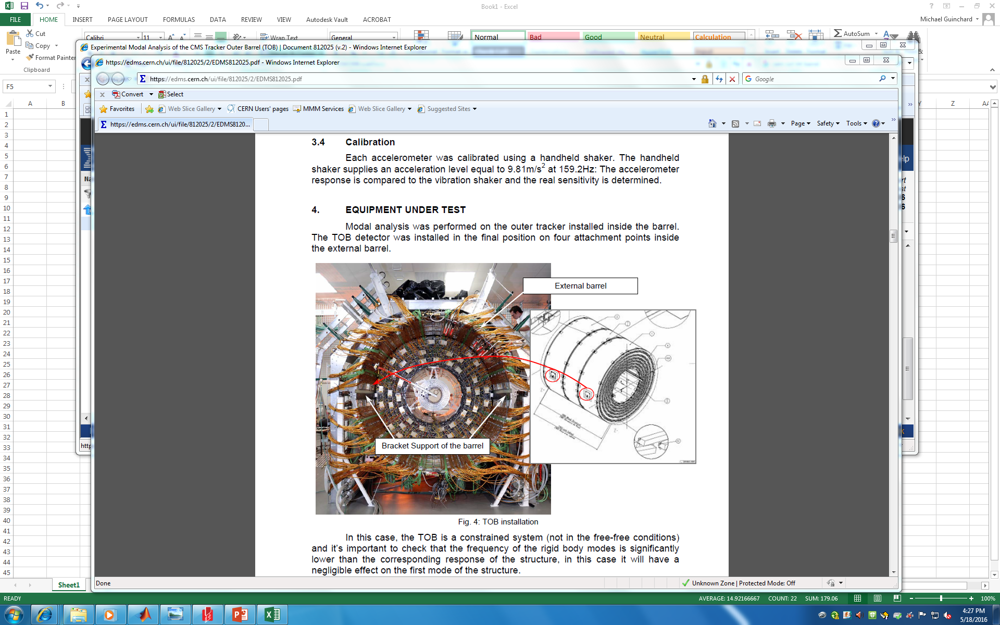 Book1 - Excel
FILE HOME INSERT PAGE LAYOUT FORMULAS DATA REVIEW VIEW Autodesk Vault ACROBAT
Michael Guinchard
Cut
Copy
Format Painter
Paste
Clipboard
Calibri 11
Wrap Text
General
Normal Bad Good Neutral Calculation
AutoSum
Experimental Modal Analysis of the CMS Tracker Outer Barrel (TOB) | Document 812025 (v.2) - Windows Internet Explorer
https://edms.cern.ch/ui/file/812025/2/EDMS812025.pdf - Windows Internet Explorer
https://edms.cern.ch/ui/file/812025/2/EDMS812025.pdf
Google
F5
x Convert Select
Favorites Web Slice Gallery CERN Users' pages MMM Services Web Slice Gallery Suggested Sites
https://edms.cern.ch/ui/file/812025/2/EDMS8120...
Page Safety Tools
A B Z
1
2
3
4
5
6
7
8
9
10
11
12
13
14
15
16
17
18
19
20
21
22
23
24
25
26
27
28
29
30
31
32
33
34
35
36
37
38
39
40
41
42
43
44
45
3.4 Calibration
Each accelerometer was calibrated using a handheld shaker. The handheld
shaker supplies an acceleration level equal to 9.81m/s2 at 159.2Hz: The accelerometer
response is compared to the vibration shaker and the real sensitivity is determined.
4. EQUIPMENT UNDER TEST
Modal analysis was performed on the outer tracker installed inside the barrel.
The TOB detector was installed in the final position on four attachment points inside
the external barrel.
External barrel
Bracket Support of the barrel
Fig. 4: TOB installation
In this case, the TOB is a constrained system (not in the free-free conditions)
and it's important to check that the frequency of the rigid body modes is significantly
lower than the corresponding response of the structure, in this case it will have a
negligible effect on the first mode of the structure.
Done
Unknown Zone | Protected Mode: Off
Sheet1
READY
AVERAGE: 14.92166667 COUNT: 22 SUM: 179.06
100%
4:27 PM
5/18/2016